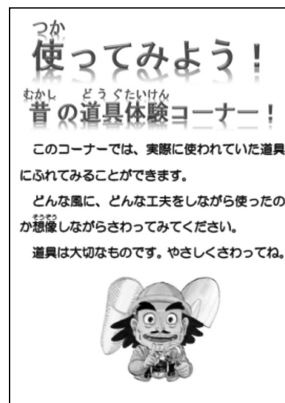 つか
使ってみよう！
むかし どうぐたいけん
昔の道具体験コーナー！
このコーナーでは、実際に使われていた道具
にふれてみることができます。
どんな風に、どんな工夫をしながら使ったの
そうぞう
か想像しながらさわってみてください。
道具は大切なものです。やさしくさわってね。